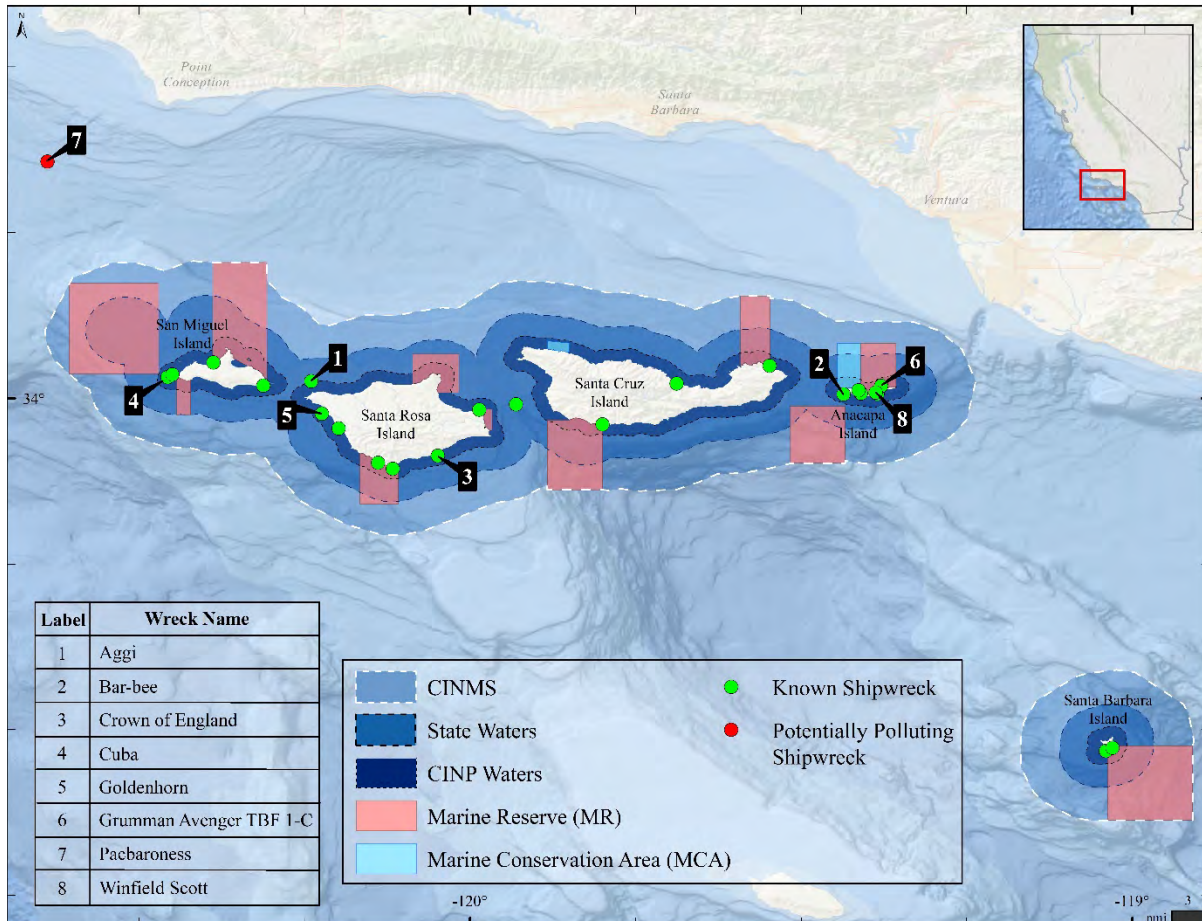 N
Point
Conception
Santa
Barbara
7
Ventura
San Miguel
Island
1
2
6
4
34°
Santa Cruz
Island
5
Santa Rosa
Island
Anacapa
Island
8
3
Label Wreck Name
1 Aggi
2 Bar-bee
3 Crown of England
4 Cuba
5 Goldenhorn
6 Grumman Avenger TBF 1-C
7 Pacbaroness
8 Winfield Scott
CINMS
State Waters
CINP Waters
Marine Reserve (MR)
Marine Conservation Area (MCA)
Known Shipwreck
Potentially Polluting
Shipwreck
Santa Barbara
Island
-120°
-119°
3